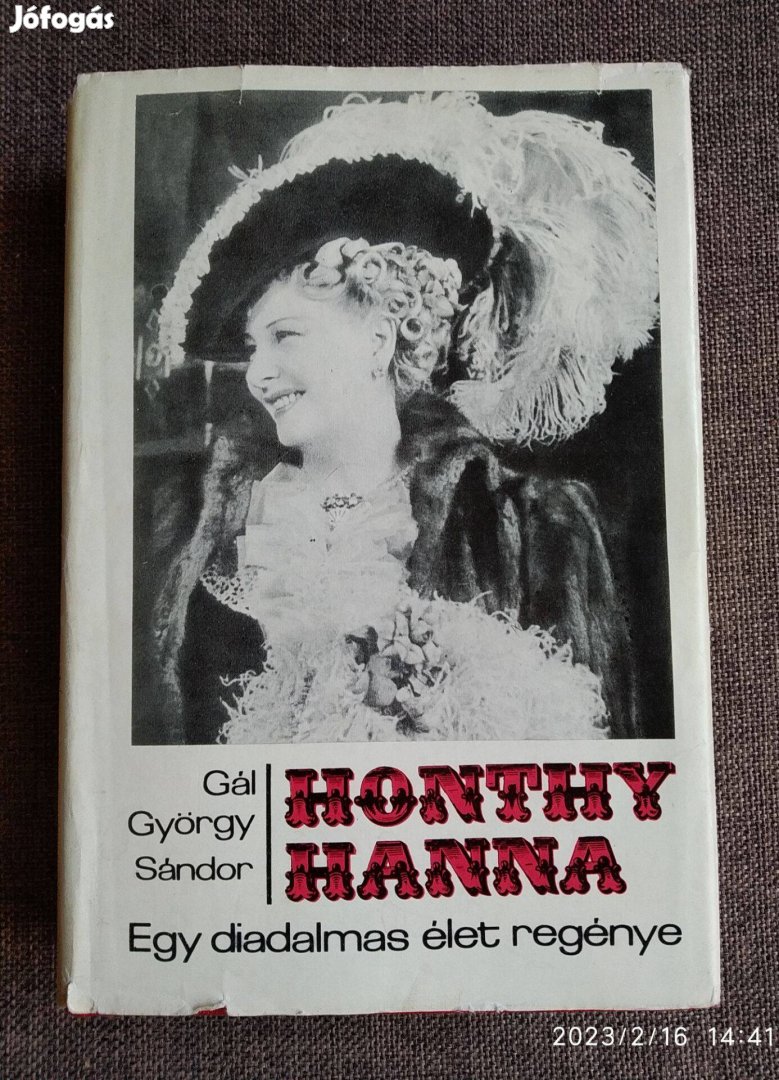 Jófogás
Gál
György
Sándor
HONTHY
HANNA
Egy diadalmas élet regénye
2023/2/16 14:41